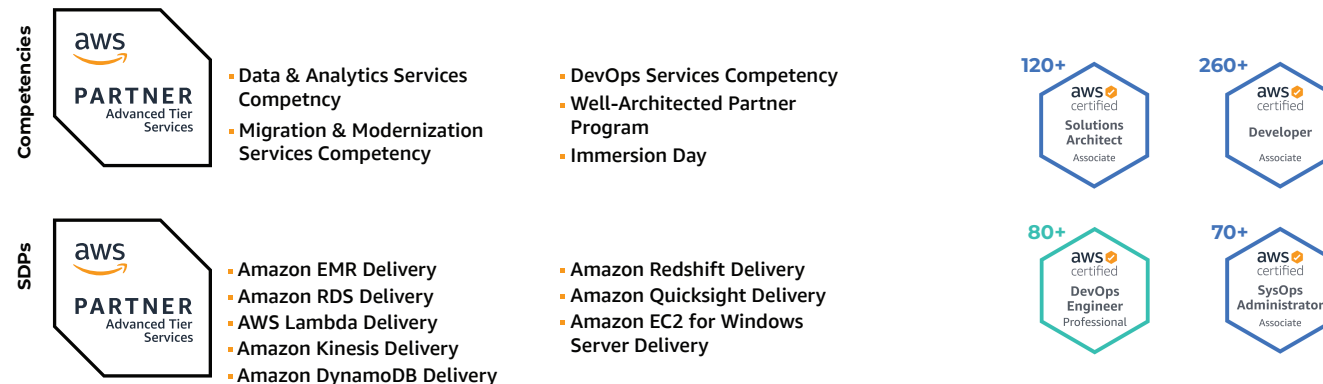 Competencies
aws
PARTNER
Advanced Tier
Services
Data & Analytics Services
Competncy
Migration & Modernization
Services Competency
DevOps Services Competency
Well-Architected Partner
Program
Immersion Day
120+
aws
certified
Solutions
Architect
Associate
260+
aws
certified
Developer
Associate
SDPs
aws
PARTNER
Advanced Tier
Services
Amazon EMR Delivery
Amazon RDS Delivery
AWS Lambda Delivery
Amazon Kinesis Delivery
Amazon DynamoDB Delivery
Amazon Redshift Delivery
Amazon Quicksight Delivery
Amazon EC2 for Windows
Server Delivery
80+
aws
certified
DevOps
Engineer
Professional
70+
aws
certified
SysOps
Administrator
Associate